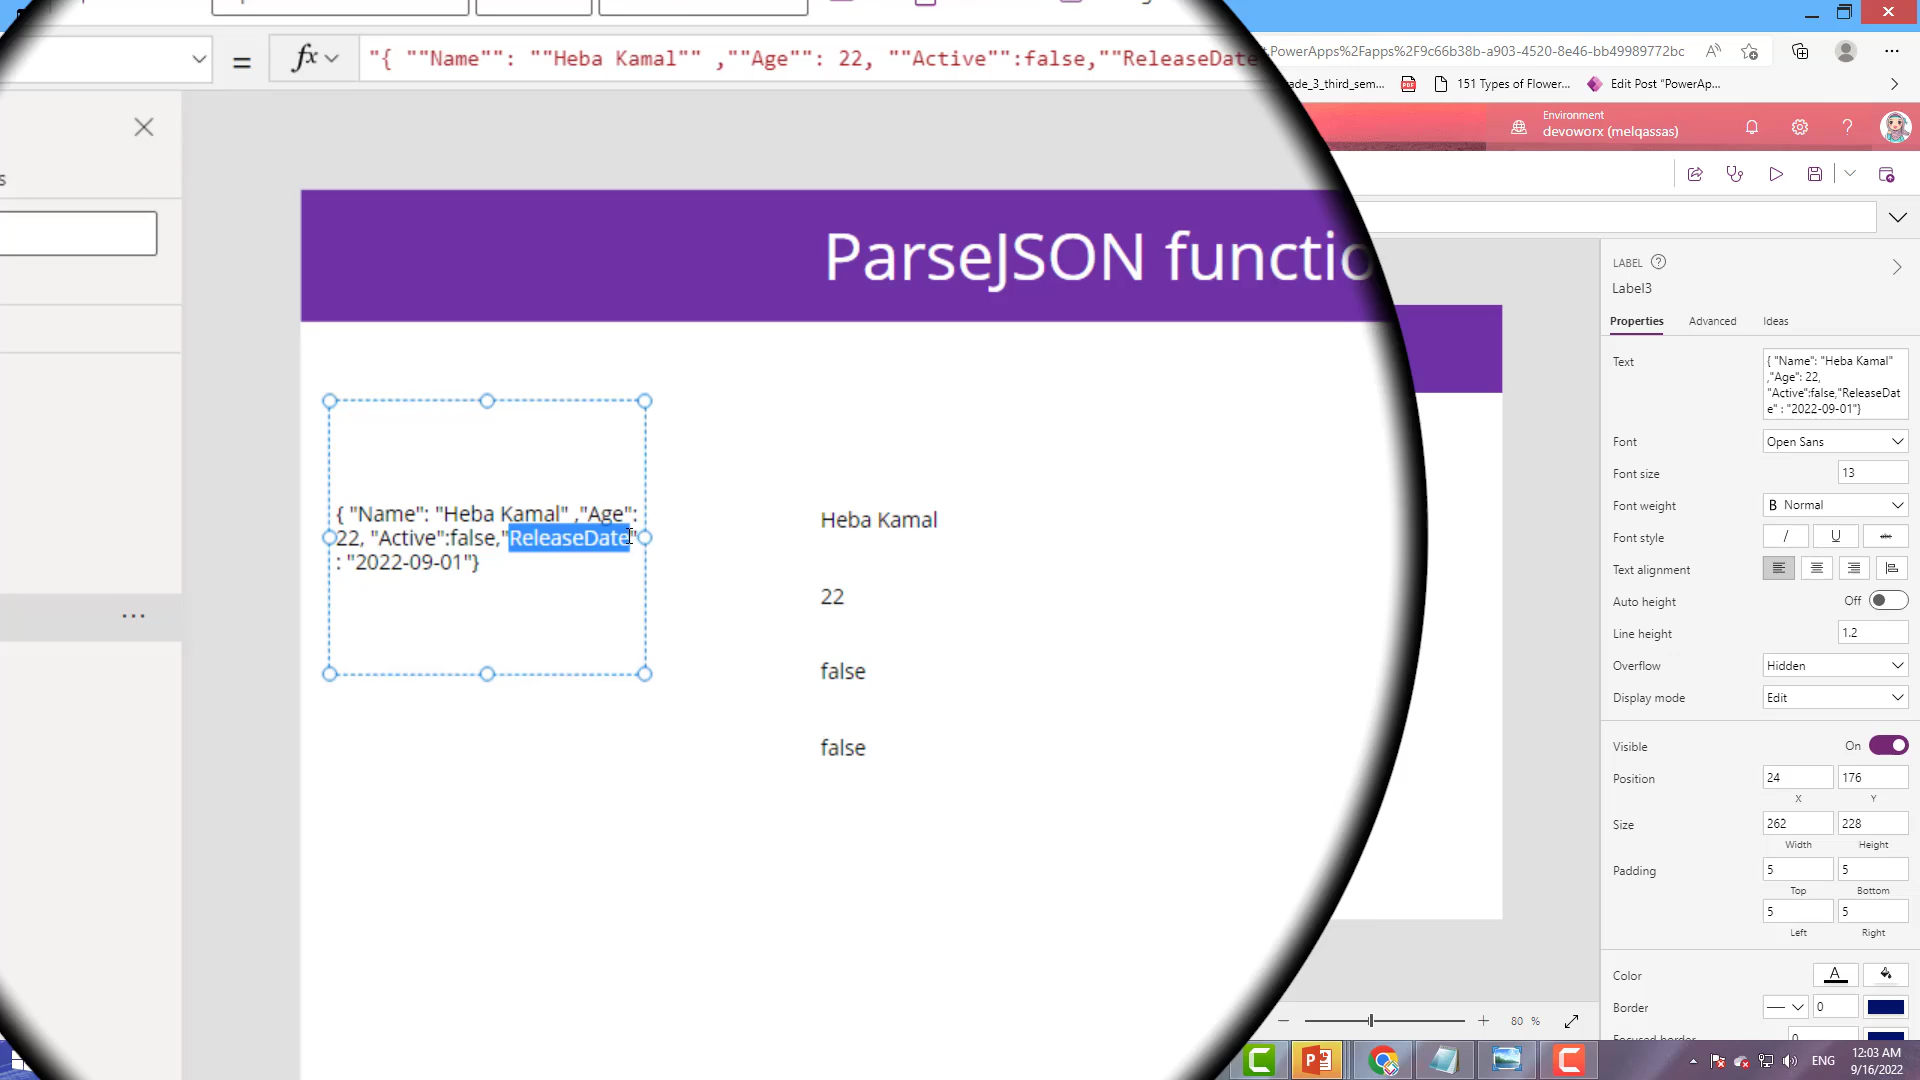 = fx "{ ""Name"": ""Heba Kamal"" ,""Age"": 22, ""Active"":false,""ReleaseDate
PowerApps%2Fapps%2F9c66b38b-a903-4520-8e46-bb49989772bc
ade_3_third_sem...
PDF
151 Types of Flower...
Edit Post "PowerAp...
Environment
devoworx (melqassas)
s
ParseJSON functio
{ "Name": "Heba Kamal" ,"Age":
22, "Active":false,"ReleaseDate"
: "2022-09-01"}
Heba Kamal
22
false
false
LABEL
Label3
Properties Advanced Ideas
Text
{ "Name": "Heba Kamal"
,"Age": 22,
"Active":false,"ReleaseDat
e" : "2022-09-01"}
Font Open Sans
Font size 13
Font weight B Normal
Font style / U abc
Text alignment
Auto height Off
Line height 1.2
Overflow Hidden
Display mode Edit
Visible On
Position 24 176
X Y
Size 262 228
Width Height
Padding 5 5
Top Bottom
5 5
Left Right
Color A
Border 0
80 %
ENG
12:03 AM
9/16/2022